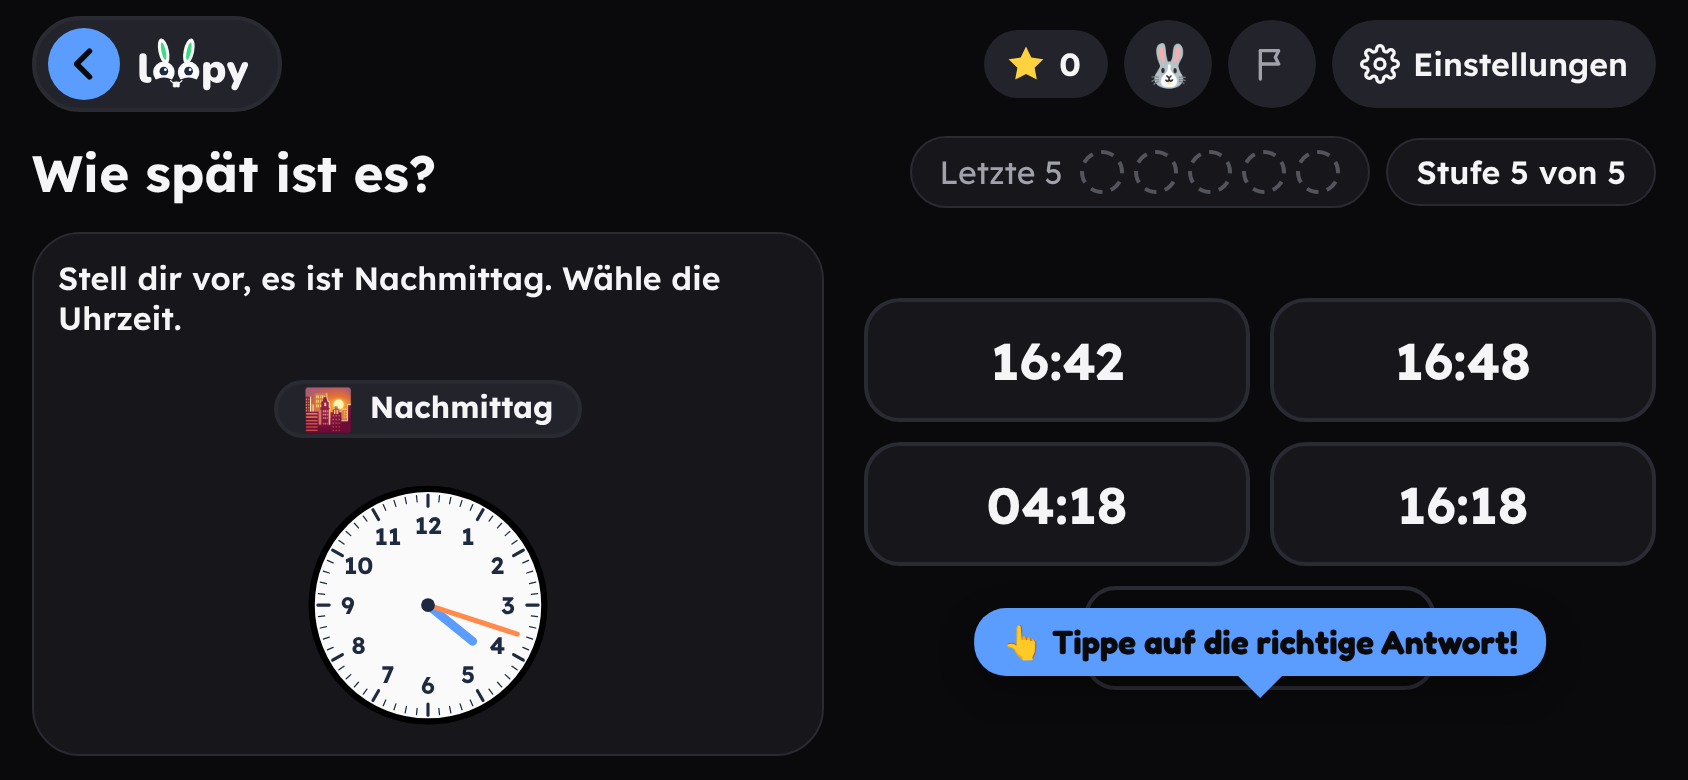 loopy
0
Einstellungen
Wie spät ist es?
Letzte 5
Stufe 5 von 5
Stell dir vor, es ist Nachmittag. Wähle die
Uhrzeit.
Nachmittag
12
1
2
3
4
5
6
7
8
9
10
11
16:42
16:48
04:18
16:18
Tippe auf die richtige Antwort!